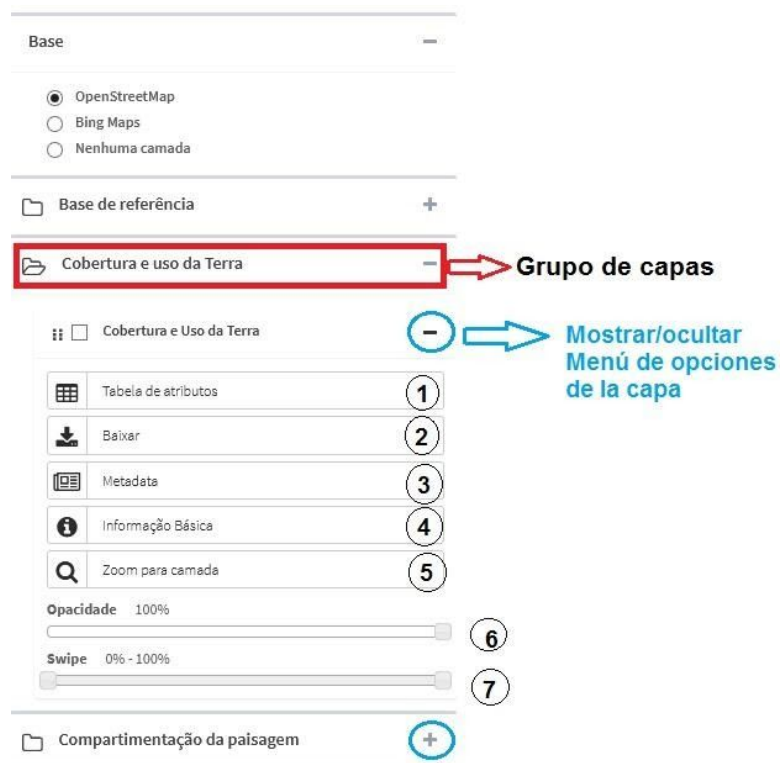 Base
OpenStreetMap
Bing Maps
Nenhuma camada
Base de referência
Cobertura e uso da Terra
Grupo de capas
Cobertura e Uso da Terra
Mostrar/ocultar
Menú de opciones
de la capa
Tabela de atributos 1
Baixar 2
Metadata 3
Informação Básica 4
Zoom para camada 5
Opacidade 100%
6
Swipe 0% - 100%
7
Compartimentação da paisagem